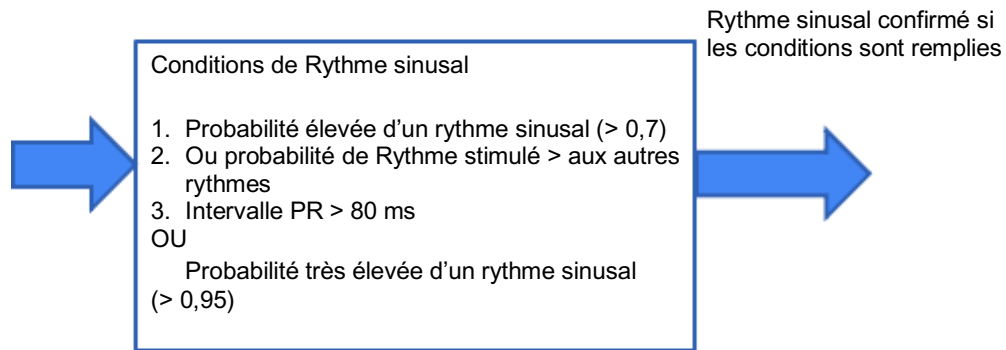 Rythme sinusal confirmé si
les conditions sont remplies
Conditions de Rythme sinusal
1. Probabilité élevée d’un rythme sinusal (> 0,7)
2. Ou probabilité de Rythme stimulé > aux autres
rythmes
3. Intervalle PR > 80 ms
OU
Probabilité très élevée d’un rythme sinusal
(> 0,95)